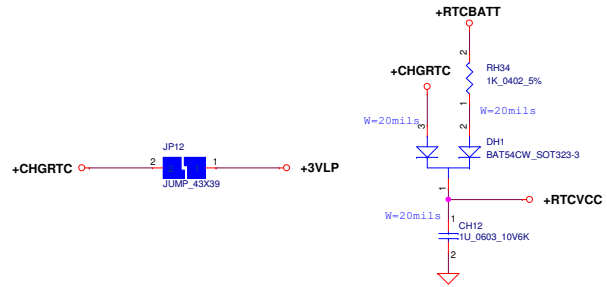 +RTCBATT
2
RH34
1K_0402_5%
+CHGRTC
1
W=20mils
W=20mils
3
2
DH1
BAT54CW_SOT323-3
JP12
+CHGRTC
2
1
+3VLP
JUMP_43X39
1
+RTCVCC
W=20mils
1
CH12
.1U_0603_10V6K
2